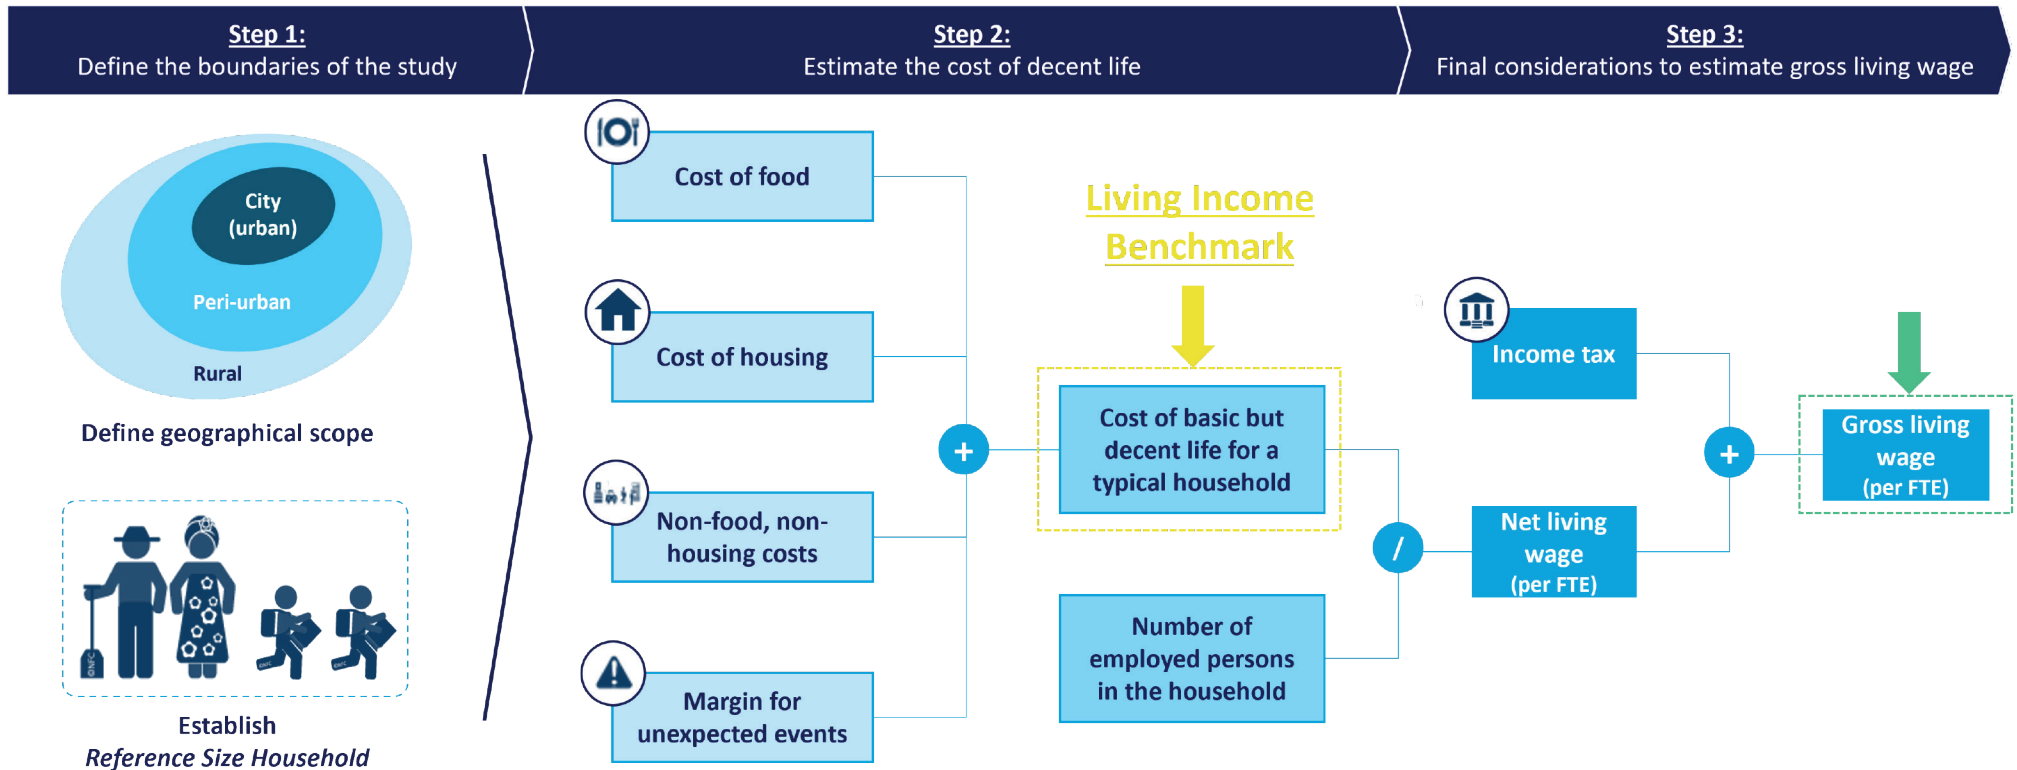 Step 1:
Define the boundaries of the study
Step 2:
Estimate the cost of decent life
Step 3:
Final considerations to estimate gross living wage
City
(urban)
Peri-urban
Rural
Define geographical scope
Establish
Reference Size Household
Cost of food
Cost of housing
Non-food, non-
housing costs
Margin for
unexpected events
+
Living Income
Benchmark
Cost of basic but
decent life for a
typical household
Number of
employed persons
in the household
/
Income tax
Net living
wage
(per FTE)
+
Gross living
wage
(per FTE)